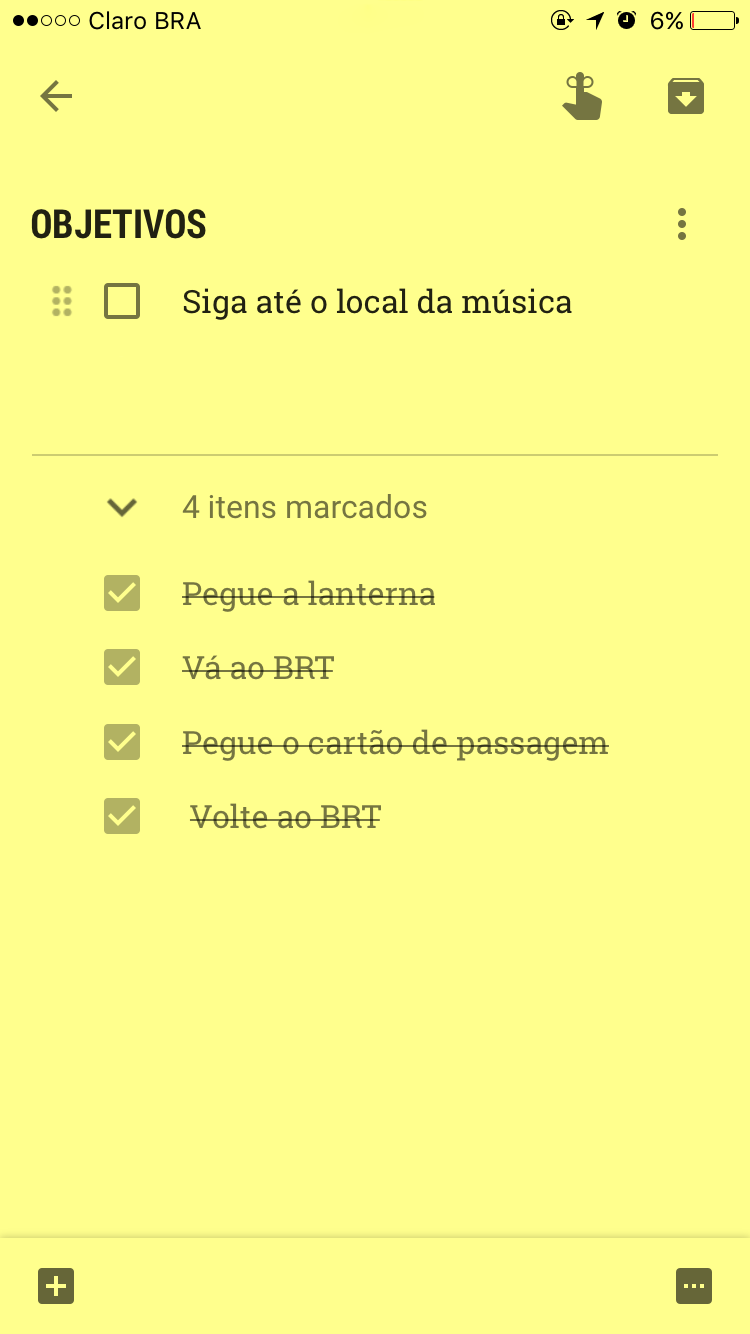 Claro BRA 6%
OBJETIVOS
Siga até o local da música
4 itens marcados
Pegue a lanterna
Vá ao BRT
Pegue o cartão de passagem
Volte ao BRT